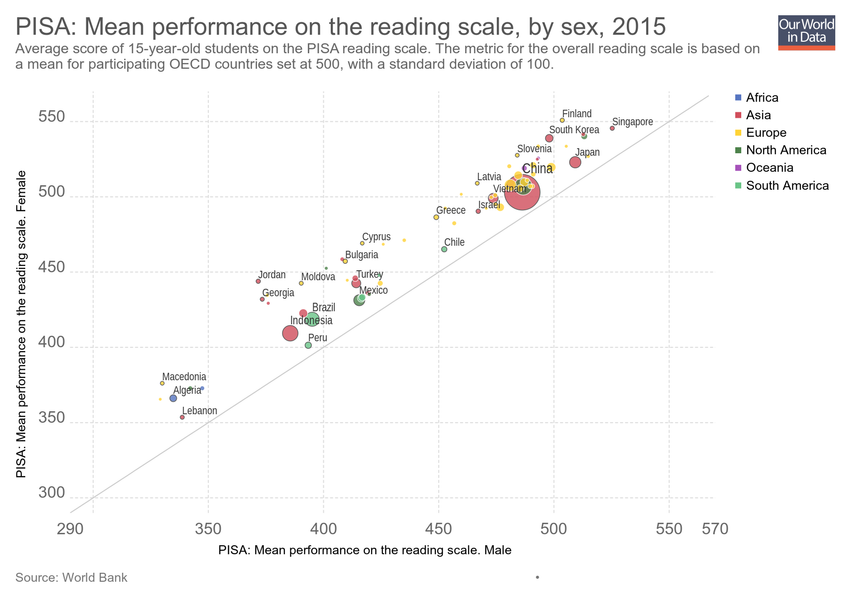 PISA: Mean performance on the reading scale, by sex, 2015
Our World
in Data
Average score of 15-year-old students on the PISA reading scale. The metric for the overall reading scale is based on
a mean for participating OECD countries set at 500, with a standard deviation of 100.
Africa
Asia
Europe
North America
Oceania
South America
PISA: Mean performance on the reading scale. Female
550
500
450
400
350
300
Finland
Singapore
South Korea
Slovenia
Japan
China
Latvia
Vietnam
Israel
Greece
Cyprus
Chile
Bulgaria
Jordan
Moldova
Turkey
Georgia
Mexico
Brazil
Indonesia
Peru
Macedonia
Algeria
Lebanon
290
350
400
450
500
550
570
PISA: Mean performance on the reading scale. Male
Source: World Bank